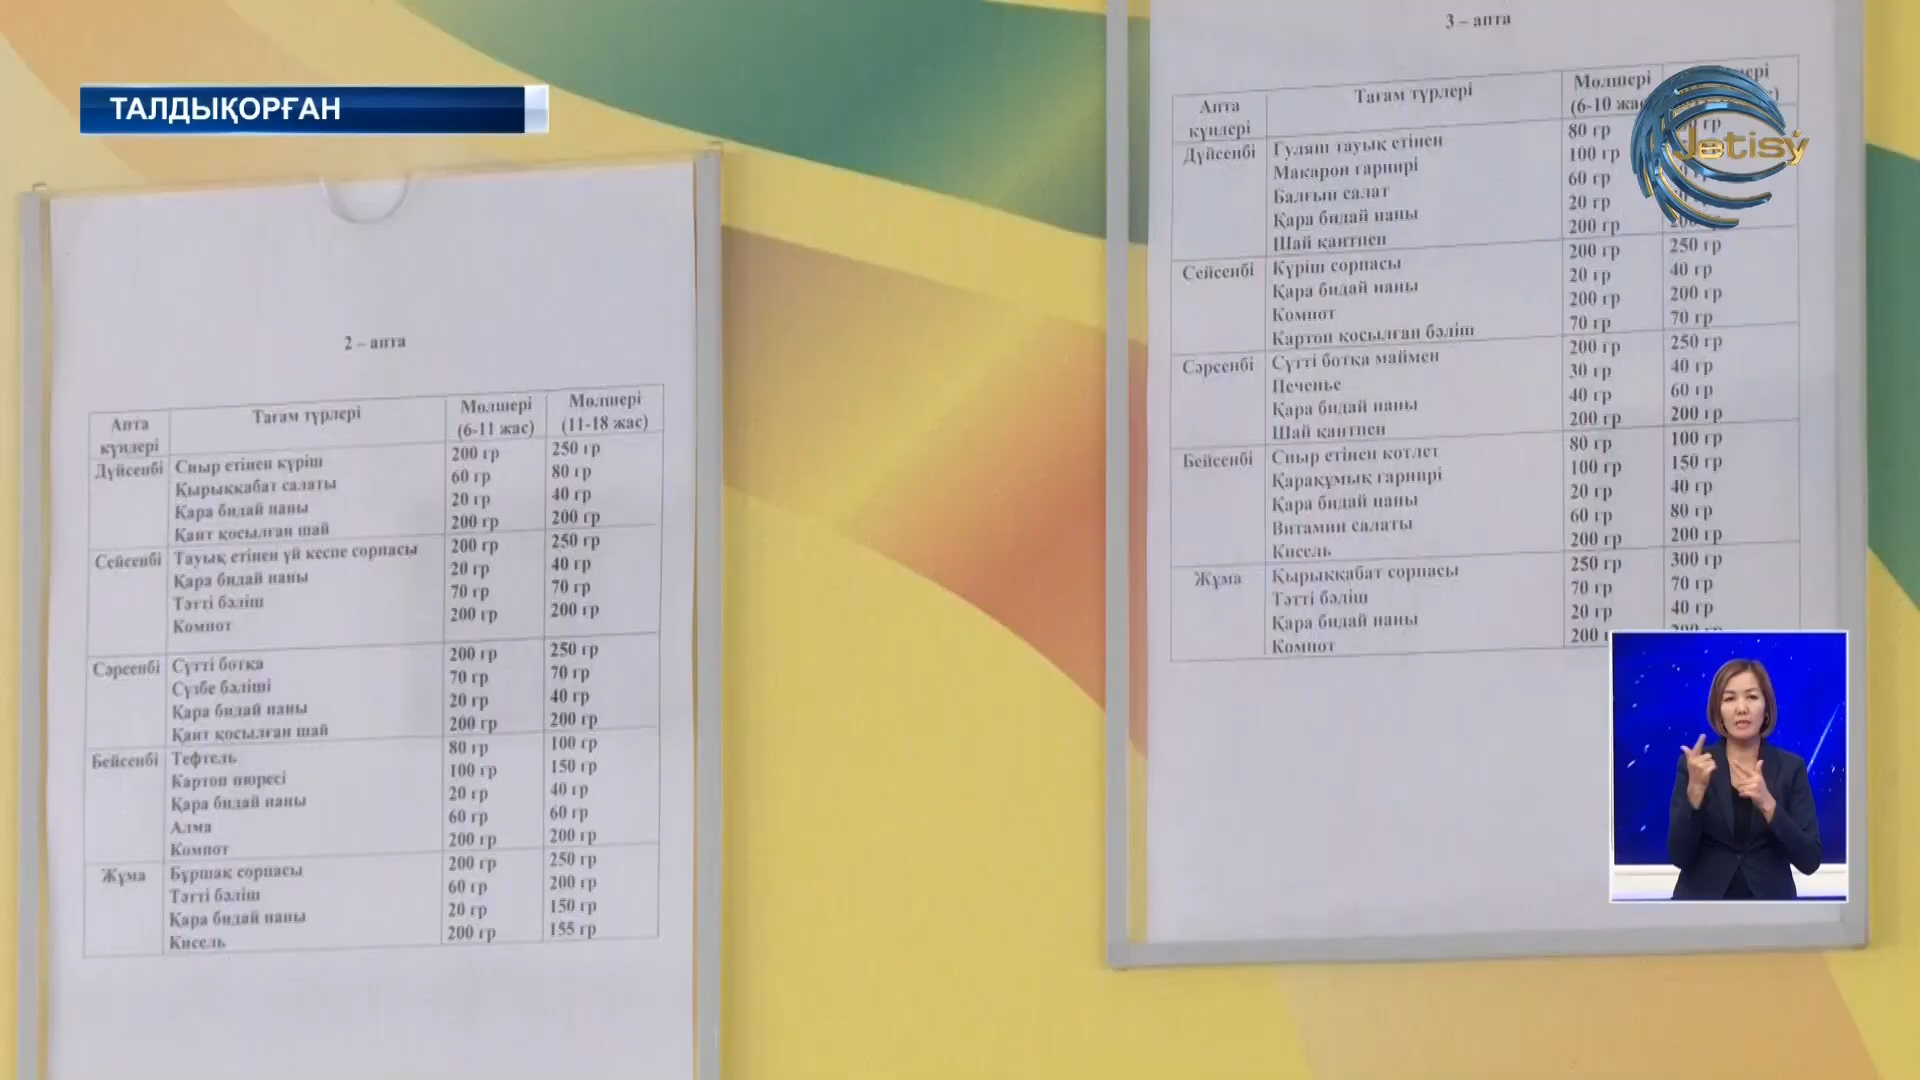 ТАЛДЫҚОРҒАН
2 – апта
Апта күндері Тағам түрлері Мөлшері (6-11 жас) Мөлшері (11-18 жас)
Дүйсенбі Сиыр етінен күріш 200 гр 250 гр
Қырыққабат салаты 60 гр 80 гр
Қара бидай наны 20 гр 40 гр
Қант қосылған шай 200 гр 200 гр
Сейсенбі Тауық етінен үй кеспе сорпасы 200 гр 250 гр
Қара бидай наны 20 гр 40 гр
Тәтті бәліш 70 гр 70 гр
Компот 200 гр 200 гр
Сәрсенбі Сүтті ботқа 200 гр 250 гр
Сүзбе бәліші 70 гр 70 гр
Қара бидай наны 20 гр 40 гр
Қант қосылған шай 200 гр 200 гр
Бейсенбі Тефтель 80 гр 100 гр
Картоп пюресі 100 гр 150 гр
Қара бидай наны 20 гр 40 гр
Алма 60 гр 60 гр
Компот 200 гр 200 гр
Жұма Бұршақ сорпасы 200 гр 250 гр
Тәтті бәліш 60 гр 200 гр
Қара бидай наны 20 гр 150 гр
Кисель 200 гр 155 гр
3 – апта
Апта күндері Тағам түрлері Мөлшері (6-10 жас)
Дүйсенбі Гуляш тауық етінен 80 гр
Макарон гарнирі 100 гр
Балғын салат 60 гр
Қара бидай наны 20 гр
Шай қантпен 200 гр 200
Сейсенбі Күріш сорпасы 200 гр 250 гр
Қара бидай наны 20 гр 40 гр
Компот 200 гр 200 гр
Картоп қосылған бәліш 70 гр 70 гр
Сәрсенбі Сүтті ботқа маймен 200 гр 250 гр
Печенье 30 гр 40 гр
Қара бидай наны 40 гр 60 гр
Шай қантпен 200 гр 200 гр
Бейсенбі Сиыр етінен котлет 80 гр 100 гр
Қарақұмық гарнирі 100 гр 150 гр
Қара бидай наны 20 гр 40 гр
Витамин салаты 60 гр 80 гр
Кисель 200 гр 200 гр
Жұма Қырыққабат сорпасы 250 гр 300 гр
Тәтті бәліш 70 гр 70 гр
Қара бидай наны 20 гр 40 гр
Компот 200
Jetisý